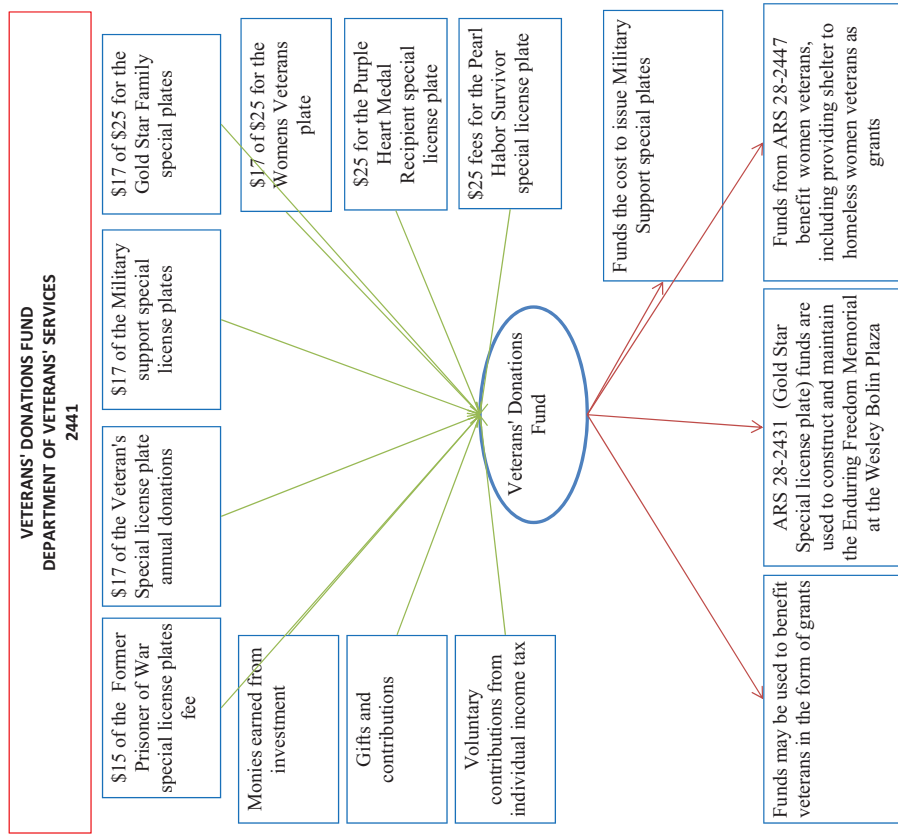 VETERANS' DONATIONS FUND
DEPARTMENT OF VETERANS' SERVICES
2441
$15 of the Former
Prisoner of War
special license plates
fee
$17 of the Veteran's
Special license plate
annual donations
$17 of the Military
support special
license plates
$17 of $25 for the
Gold Star Family
special plates
Monies earned from
investment
$17 of $25 for the
Womens Veterans
plate
Gifts and
contributions
$25 for the Purple
Heart Medal
Recipient special
license plate
Voluntary
contributions from
individual income tax
$25 fees for the Pearl
Habor Survivor
special license plate
Veterans' Donations
Fund
Funds the cost to issue Military
Support special plates
Funds may be used to benefit
veterans in the form of grants
ARS 28-2431 (Gold Star
Special license plate) funds are
used to construct and maintain
the Enduring Freedom Memorial
at the Wesley Bolin Plaza
Funds from ARS 28-2447
benefit women veterans,
including providing shelter to
homeless women veterans as
grants